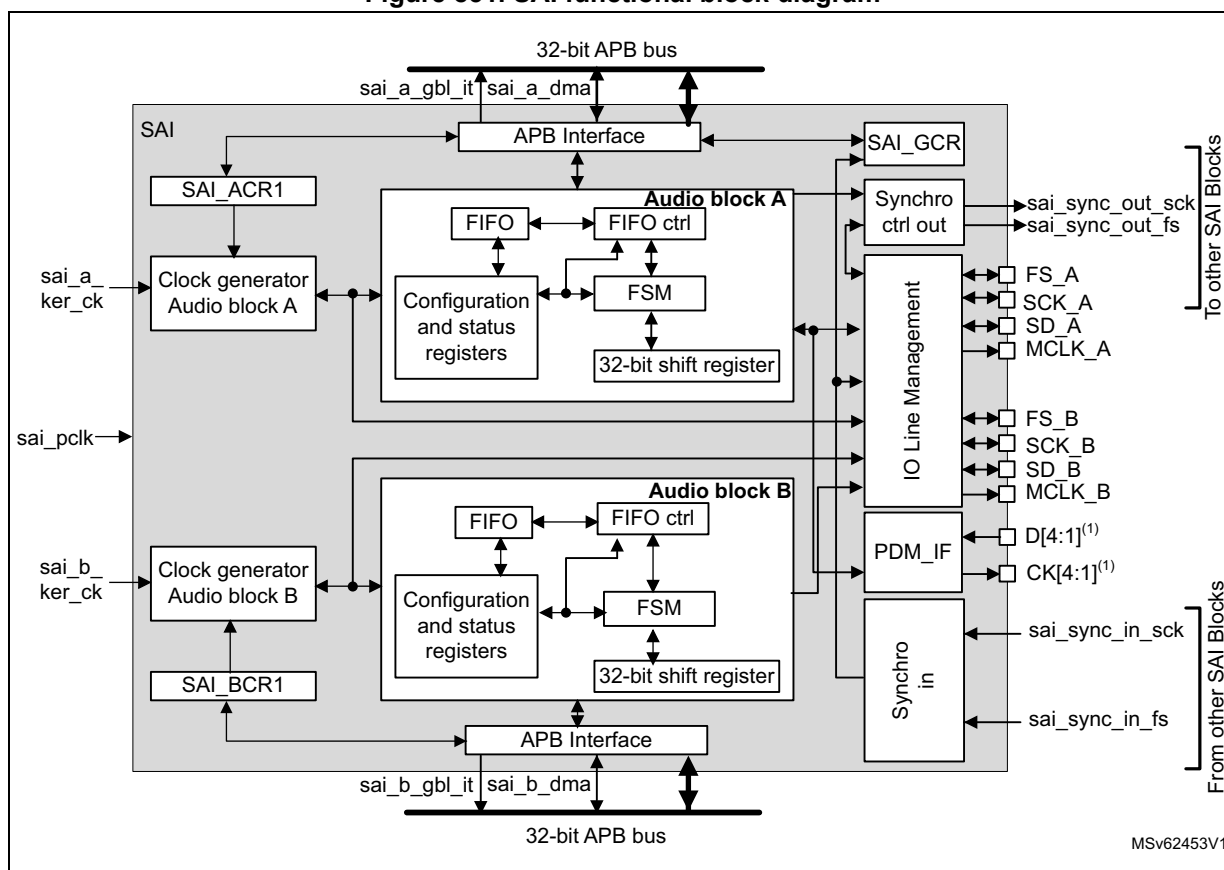 Figure 801. SAI functional block diagram
32-bit APB bus
sai_a_gbl_it
sai_a_dma
SAI
APB Interface
SAI_GCR
SAI_ACR1
Audio block A
FIFO
FIFO ctrl
Synchro
ctrl out
sai_sync_out_sck
sai_sync_out_fs
To other SAI Blocks
sai_a_
ker_ck
Clock generator
Audio block A
Configuration
and status
registers
FSM
32-bit shift register
IO Line Management
FS_A
SCK_A
SD_A
MCLK_A
sai_pclk
FS_B
SCK_B
SD_B
MCLK_B
Audio block B
FIFO
FIFO ctrl
PDM_IF
D[4:1](1)
CK[4:1](1)
sai_b_
ker_ck
Clock generator
Audio block B
Configuration
and status
registers
FSM
32-bit shift register
Synchro
in
sai_sync_in_sck
sai_sync_in_fs
From other SAI Blocks
SAI_BCR1
APB Interface
sai_b_gbl_it
sai_b_dma
32-bit APB bus
MSv62453V1